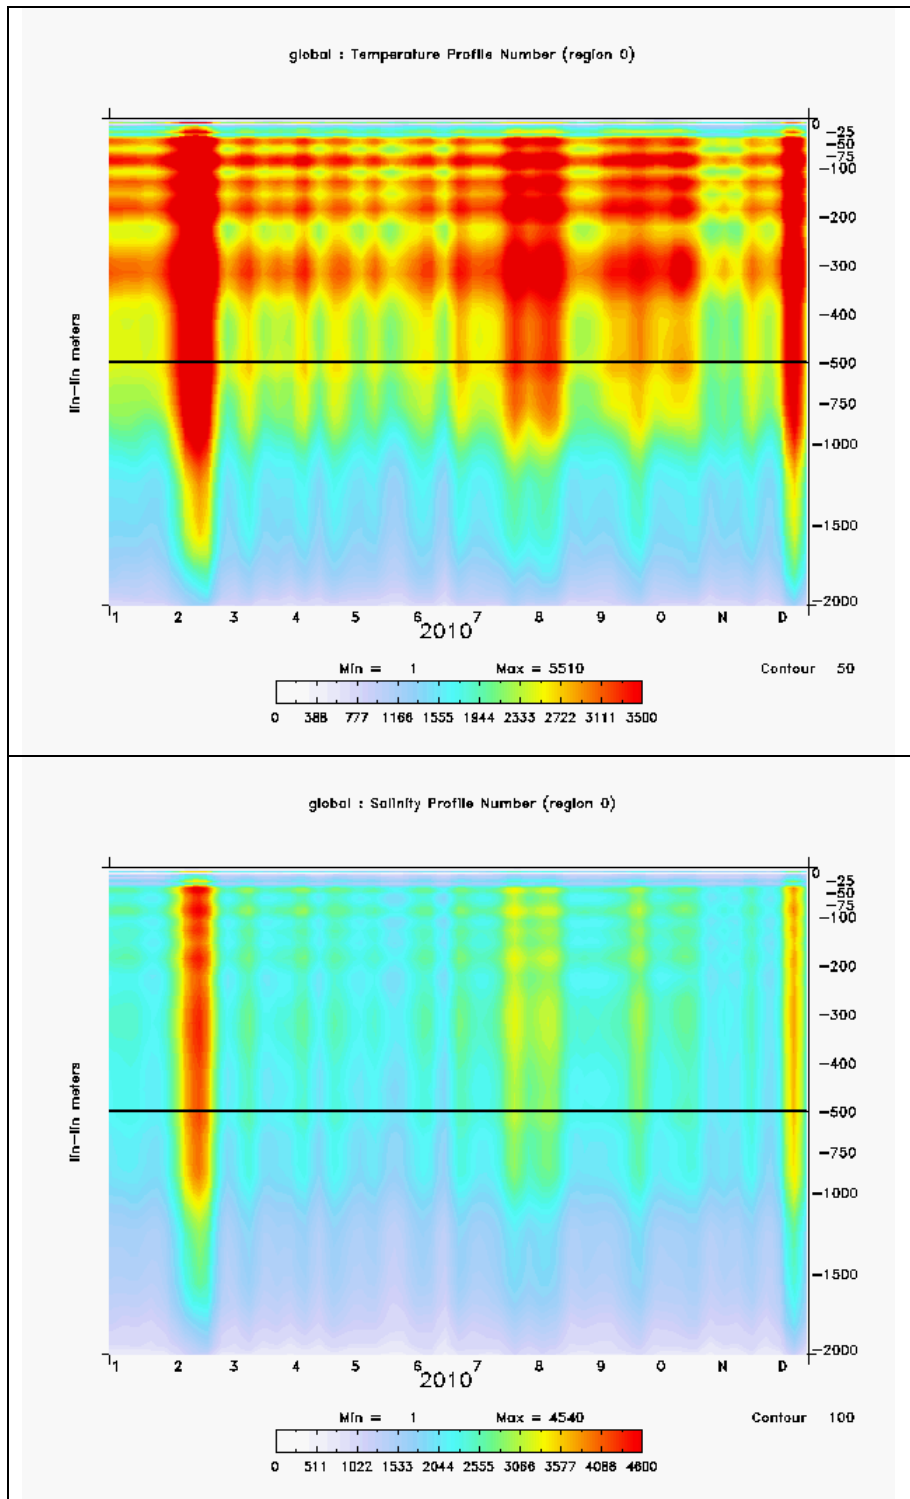 global : Temperature Profile Number (region 0)
0
-25
-50
-75
-100
-200
-300
-400
lin-lin meters
-500
-750
-1000
-1500
-2000
1 2 3 4 5 6 7 8 9 O N D
2010
Min = 1 Max = 5510 Contour 50
0 388 777 1166 1555 1944 2333 2722 3111 3500
global : Salinity Profile Number (region 0)
0
-25
-50
-75
-100
-200
-300
-400
lin-lin meters
-500
-750
-1000
-1500
-2000
1 2 3 4 5 6 7 8 9 O N D
2010
Min = 1 Max = 4540 Contour 100
0 511 1022 1533 2044 2555 3066 3577 4088 4600